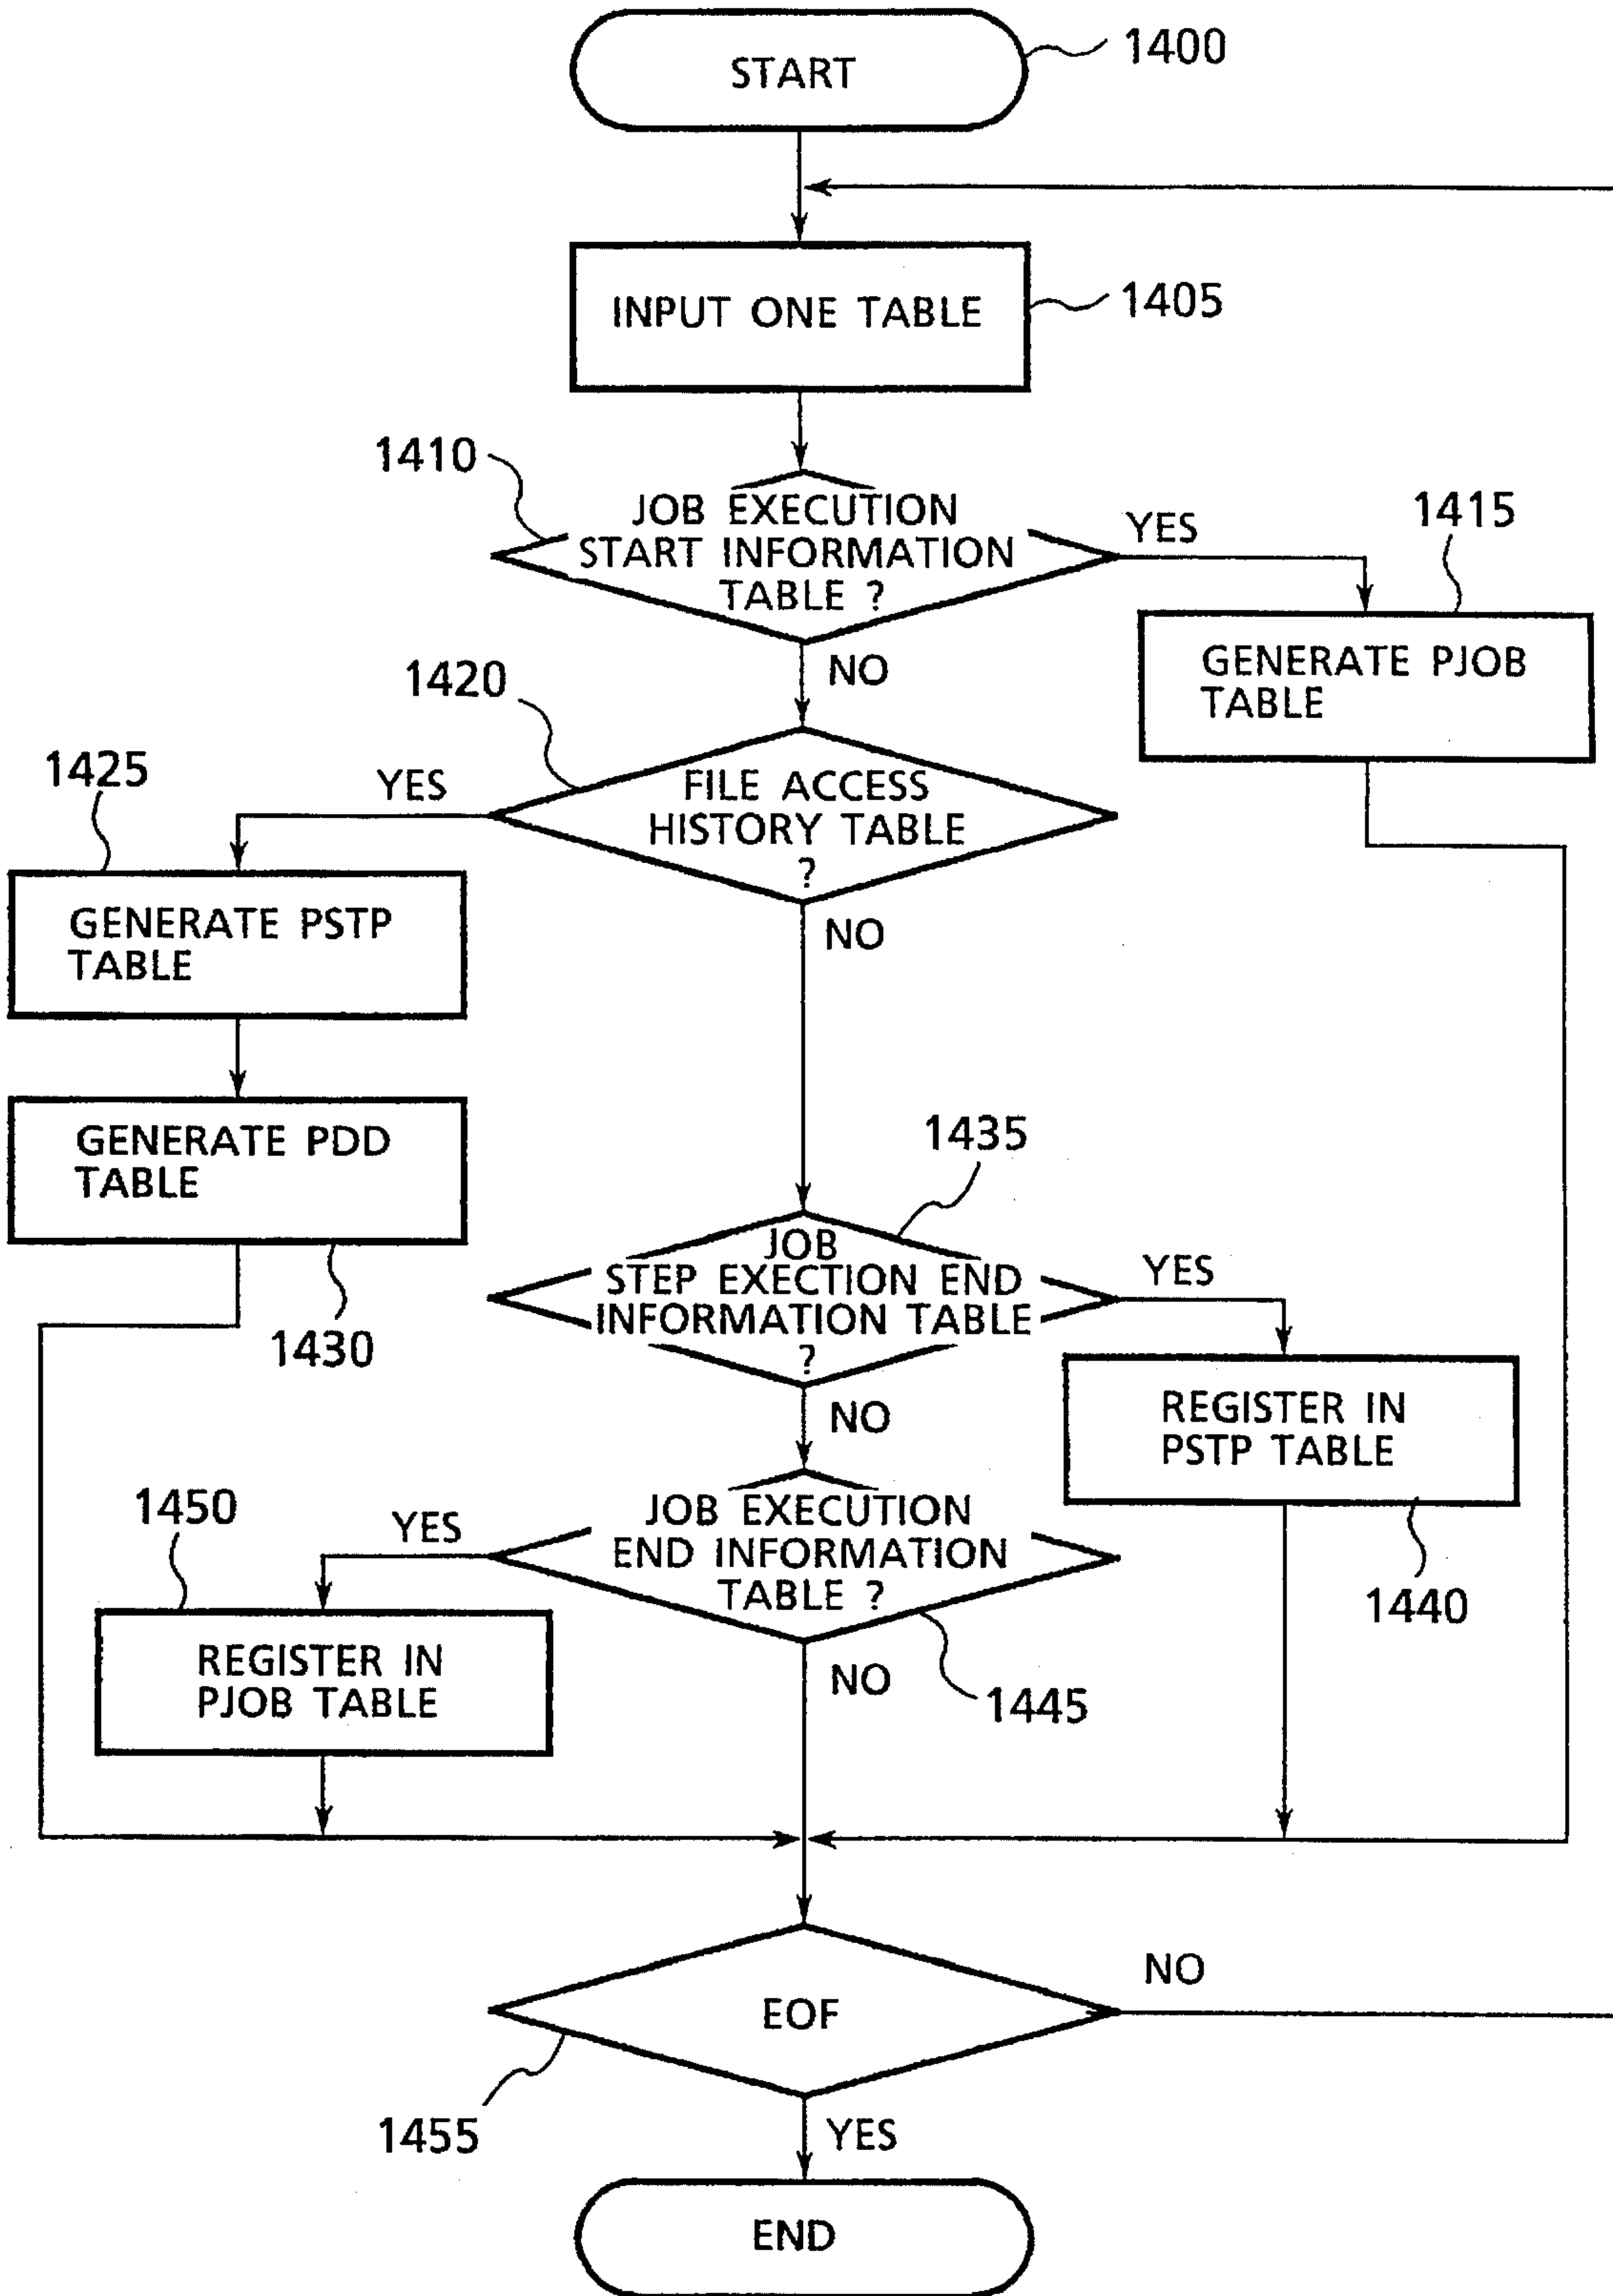 START
1400
INPUT ONE TABLE
1405
1410
JOB EXECUTION
START INFORMATION
TABLE ?
YES
1415
GENERATE PJOB
TABLE
NO
1420
FILE ACCESS
HISTORY TABLE
?
YES
1425
GENERATE PSTP
TABLE
NO
GENERATE PDD
TABLE
1430
1435
JOB
STEP EXECTION END
INFORMATION TABLE
?
YES
REGISTER IN
PSTP TABLE
1440
NO
JOB EXECUTION
END INFORMATION
TABLE ?
YES
1450
REGISTER IN
PJOB TABLE
NO
1445
EOF
NO
1455
YES
END